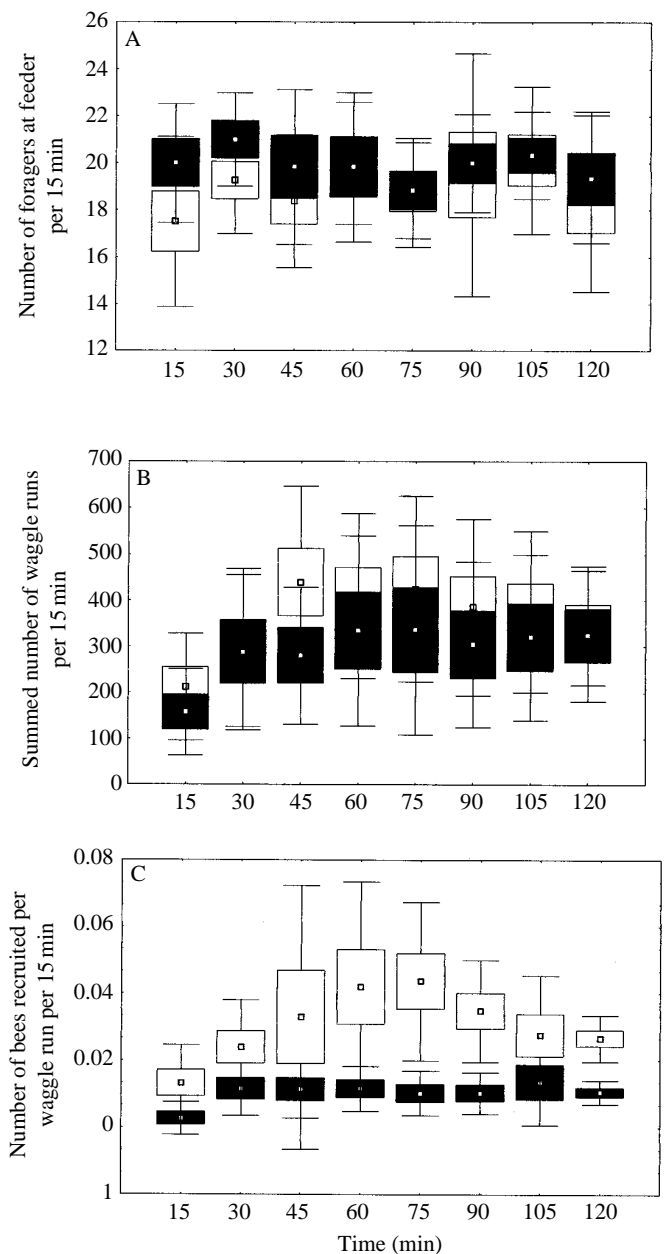 A
Number of foragers at feeder
per 15 min
26
24
22
20
18
16
14
12
15 30 45 60 75 90 105 120
B
Summed number of waggle runs
per 15 min
700
600
500
400
300
200
100
0
15 30 45 60 75 90 105 120
C
Number of bees recruited per
waggle run per 15 min
0.08
0.06
0.04
0.02
0
1
15 30 45 60 75 90 105 120
Time (min)